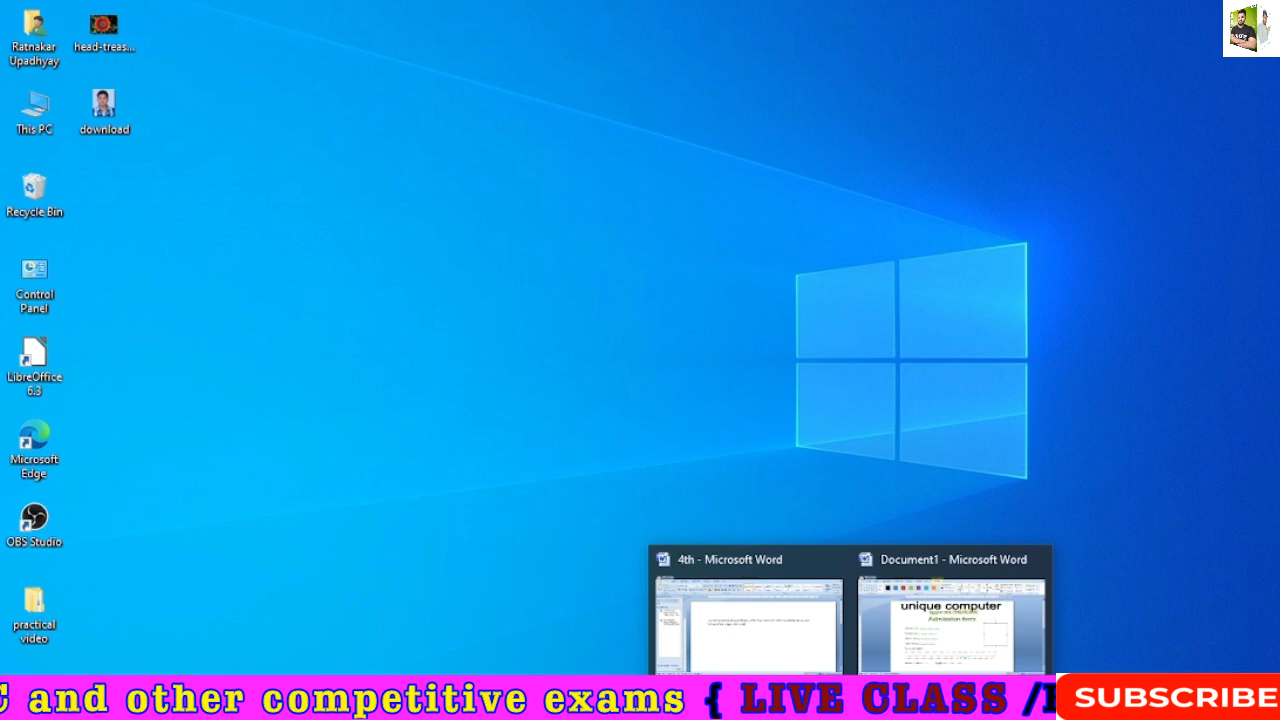 Ratnakar
Upadhyay
head-treas...
This PC
download
Recycle Bin
Control
Panel
LibreOffice
6.3
Microsoft
Edge
OBS Studio
practical
video
4th - Microsoft Word
Document1 - Microsoft Word
unique computer
Admission form
and other competitive exams { LIVE CLASS /
SUBSCRIBE